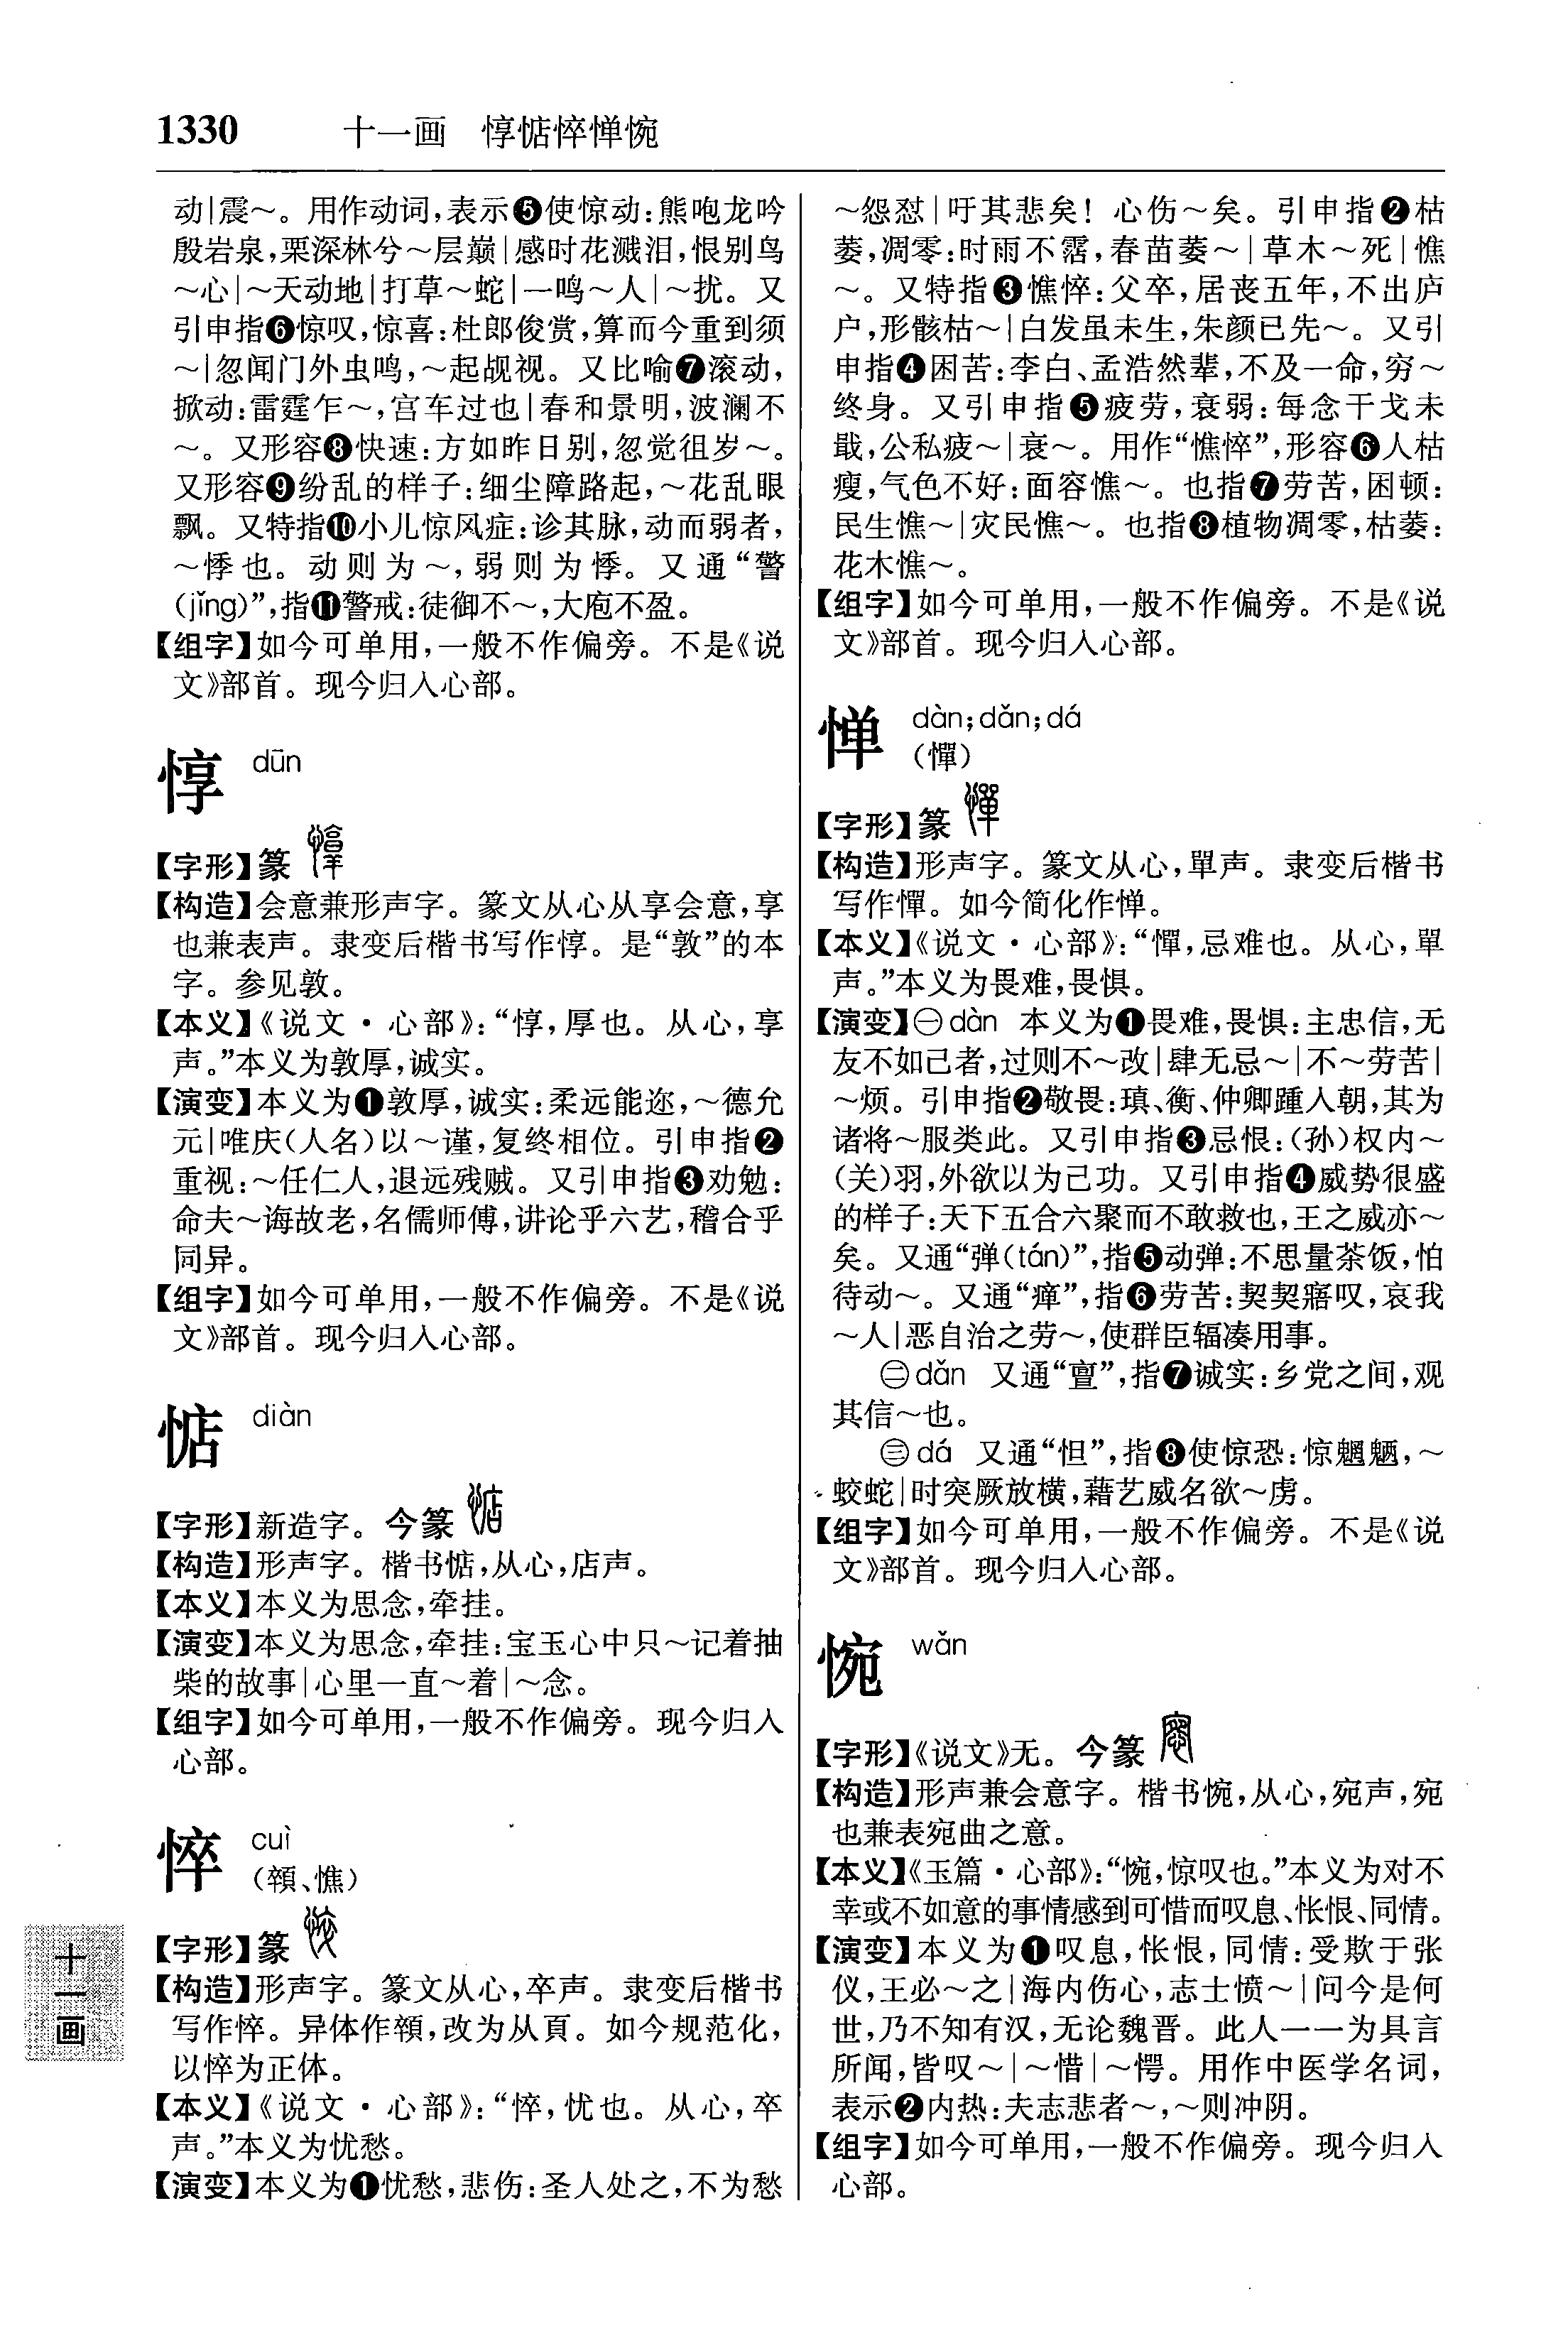 1330 十一画 惇惦悴惮惋
动|震～。用作动词,表示❺使惊动:熊咆龙吟
殷岩泉,栗深林兮～层巅|感时花溅泪,恨别鸟
～心|～天动地|打草～蛇|一鸣～人|～扰。又
引申指❻惊叹,惊喜:杜郎俊赏,算而今重到须
～|忽闻门外虫鸣,～起觇视。又比喻❼滚动,
掀动:雷霆乍～,宫车过也|春和景明,波澜不
～。又形容❽快速:方如昨日别,忽觉徂岁～。
又形容❾纷乱的样子:细尘障路起,～花乱眼
飘。又特指❿小儿惊风症:诊其脉,动而弱者,
～悸也。动则为～,弱则为悸。又通“警
(jǐng)”,指⓫警戒:徒御不～,大庖不盈。
【组字】如今可单用,一般不作偏旁。不是《说
文》部首。现今归入心部。
惇 dūn
【字形】篆
【构造】会意兼形声字。篆文从心从享会意,享
也兼表声。隶变后楷书写作惇。是“敦”的本
字。参见敦。
【本义】《说文·心部》:“惇,厚也。从心,享
声。”本义为敦厚,诚实。
【演变】本义为❶敦厚,诚实:柔远能迩,～德允
元|唯庆(人名)以～谨,复终相位。引申指❷
重视:～任仁人,退远残贼。又引申指❸劝勉:
命夫～诲故老,名儒师傅,讲论乎六艺,稽合乎
同异。
【组字】如今可单用,一般不作偏旁。不是《说
文》部首。现今归入心部。
惦 diàn
【字形】新造字。今篆
【构造】形声字。楷书惦,从心,店声。
【本义】本义为思念,牵挂。
【演变】本义为思念,牵挂:宝玉心中只～记着抽
柴的故事|心里一直～着|～念。
【组字】如今可单用,一般不作偏旁。现今归入
心部。
悴 cuì
(顇、憔)
【字形】篆
【构造】形声字。篆文从心,卒声。隶变后楷书
写作悴。异体作顇,改为从頁。如今规范化,
以悴为正体。
【本义】《说文·心部》:“悴,忧也。从心,卒
声。”本义为忧愁。
【演变】本义为❶忧愁,悲伤:圣人处之,不为愁
～怨怼|吁其悲矣!心伤～矣。引申指❷枯
萎,凋零:时雨不霑,春苗萎～|草木～死|憔
～。又特指❸憔悴:父卒,居丧五年,不出庐
户,形骸枯～|白发虽未生,朱颜已先～。又引
申指❹困苦:李白、孟浩然辈,不及一命,穷～
终身。又引申指❺疲劳,衰弱:每念干戈未
戢,公私疲～|衰～。用作“憔悴”,形容❻人枯
瘦,气色不好:面容憔～。也指❼劳苦,困顿:
民生憔～|灾民憔～。也指❽植物凋零,枯萎:
花木憔～。
【组字】如今可单用,一般不作偏旁。不是《说
文》部首。现今归入心部。
惮 dàn;dǎn;dá
(憚)
【字形】篆
【构造】形声字。篆文从心,單声。隶变后楷书
写作憚。如今简化作惮。
【本义】《说文·心部》:“憚,忌难也。从心,單
声。”本义为畏难,畏惧。
【演变】㊀dàn 本义为❶畏难,畏惧:主忠信,无
友不如己者,过则不～改|肆无忌～|不～劳苦|
～烦。引申指❷敬畏:瑱、衡、仲卿踵入朝,其为
诸将～服类此。又引申指❸忌恨:(孙)权内～
(关)羽,外欲以为己功。又引申指❹威势很盛
的样子:天下五合六聚而不敢救也,王之威亦～
矣。又通“弹(tán)”,指❺动弹:不思量茶饭,怕
待动～。又通“瘅”,指❻劳苦:契契寤叹,哀我
～人|恶自治之劳～,使群臣辐凑用事。
㊁dǎn 又通“亶”,指❼诚实:乡党之间,观
其信～也。
㊂dá 又通“怛”,指❽使惊恐:惊魍魉,～
蛟蛇|时突厥放横,藉艺威名欲～虏。
【组字】如今可单用,一般不作偏旁。不是《说
文》部首。现今归入心部。
惋 wǎn
【字形】《说文》无。今篆
【构造】形声兼会意字。楷书惋,从心,宛声,宛
也兼表宛曲之意。
【本义】《玉篇·心部》:“惋,惊叹也。”本义为对不
幸或不如意的事情感到可惜而叹息、怅恨、同情。
【演变】本义为❶叹息,怅恨,同情:受欺于张
仪,王必～之|海内伤心,志士愤～|问今是何
世,乃不知有汉,无论魏晋。此人一一为具言
所闻,皆叹～|～惜|～愕。用作中医学名词,
表示❷内热:夫志悲者～,～则冲阴。
【组字】如今可单用,一般不作偏旁。现今归入
心部。
十一画